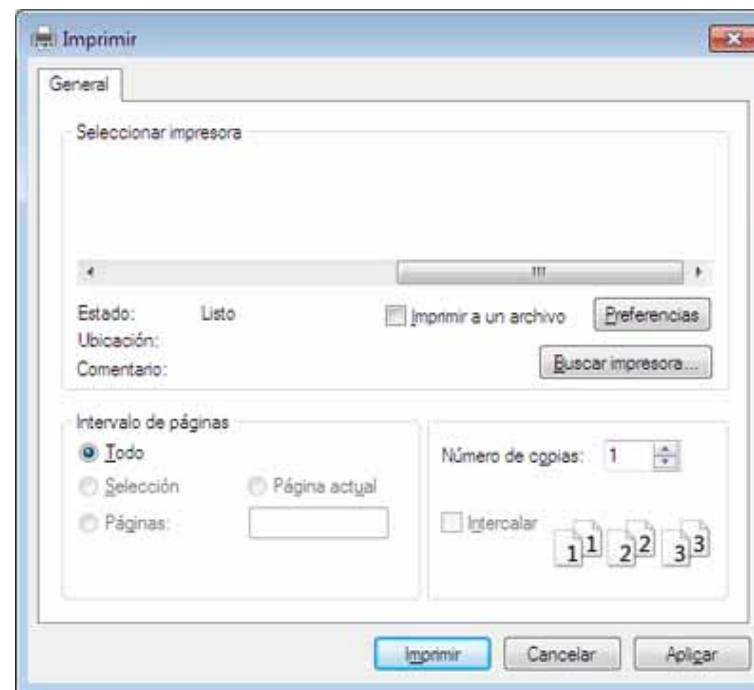 Imprimir
General
Seleccionar impresora
Estado: Listo
Imprimir a un archivo
Preferencias
Ubicación:
Comentario:
Buscar impresora...
Intervalo de páginas
Todo
Selección
Página actual
Páginas:
Número de copias: 1
Intercalar
1 1 2 2 3 3
Imprimir
Cancelar
Aplicar